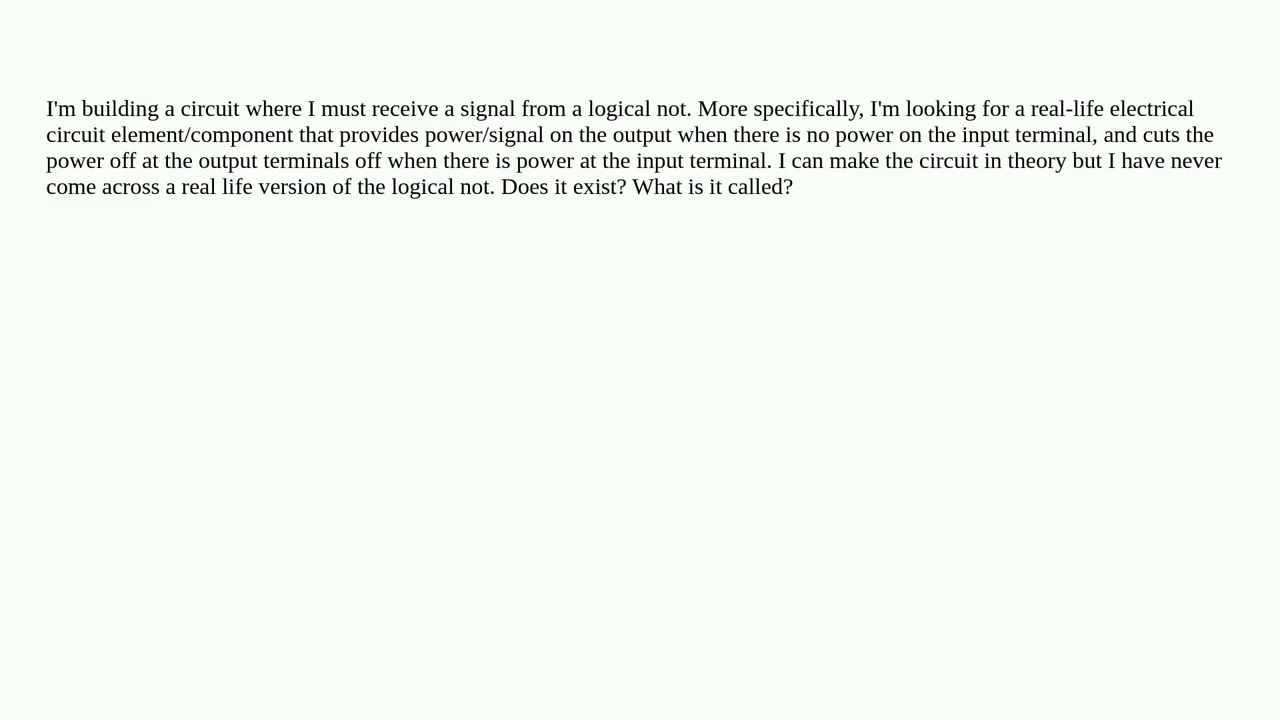 I'm building a circuit where I must receive a signal from a logical not. More specifically, I'm looking for a real-life electrical
circuit element/component that provides power/signal on the output when there is no power on the input terminal, and cuts the
power off at the output terminals off when there is power at the input terminal. I can make the circuit in theory but I have never
come across a real life version of the logical not. Does it exist? What is it called?